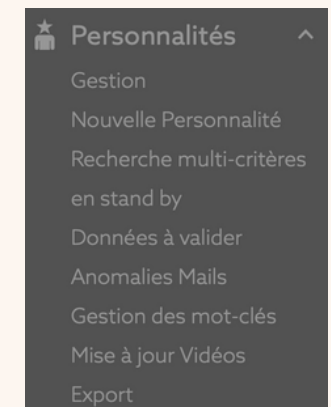 Personnalités
Gestion
Nouvelle Personnalité
Recherche multi-critères
en stand by
Données à valider
Anomalies Mails
Gestion des mot-clés
Mise à jour Vidéos
Export